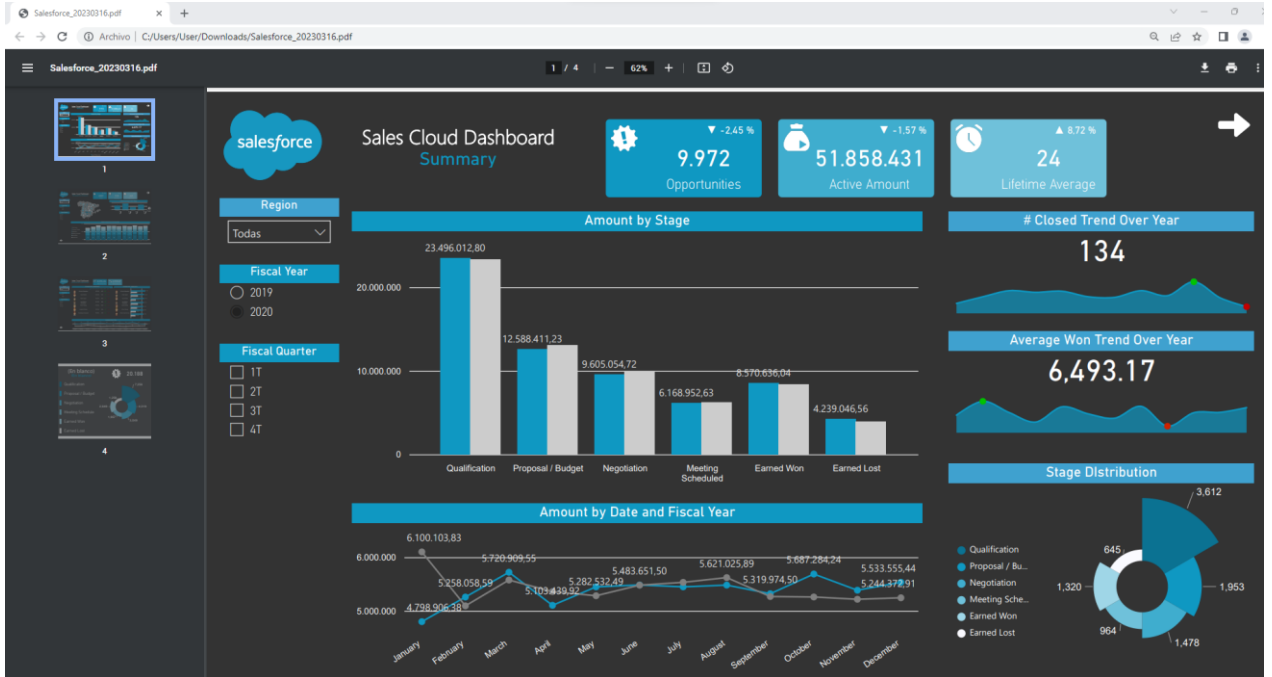 Salesforce_20230316.pdf
Archivo | C:/Users/User/Downloads/Salesforce_20230316.pdf
Salesforce_20230316.pdf
1 / 4
62%
1
2
3
4
salesforce
Sales Cloud Dashboard
Summary
▼ -2,45 %
9.972
Opportunities
▼ -1,57 %
51.858.431
Active Amount
▲ 8,72 %
24
Lifetime Average
Region
Todas
Fiscal Year
2019
2020
Fiscal Quarter
1T
2T
3T
4T
Amount by Stage
23.496.012,80
20.000.000
12.588.411,23
9.605.054,72
10.000.000
8.570.636,04
6.168.952,63
4.239.046,56
0
Qualification
Proposal / Budget
Negotiation
Meeting
Scheduled
Earned Won
Earned Lost
Amount by Date and Fiscal Year
6.100.103,83
6.000.000
5.720.909,55
5.258.058,59
5.103.439,92
5.282.532,49
5.483.651,50
5.621.025,89
5.319.974,50
5.687.284,24
5.533.555,44
5.244.372,91
5.000.000
4.798.906,38
January
February
March
April
May
June
July
August
September
October
November
December
# Closed Trend Over Year
134
Average Won Trend Over Year
6,493.17
Stage DIstribution
Qualification
Proposal / Bu...
Negotiation
Meeting Sche...
Earned Won
Earned Lost
3,612
1,953
1,478
964
1,320
645